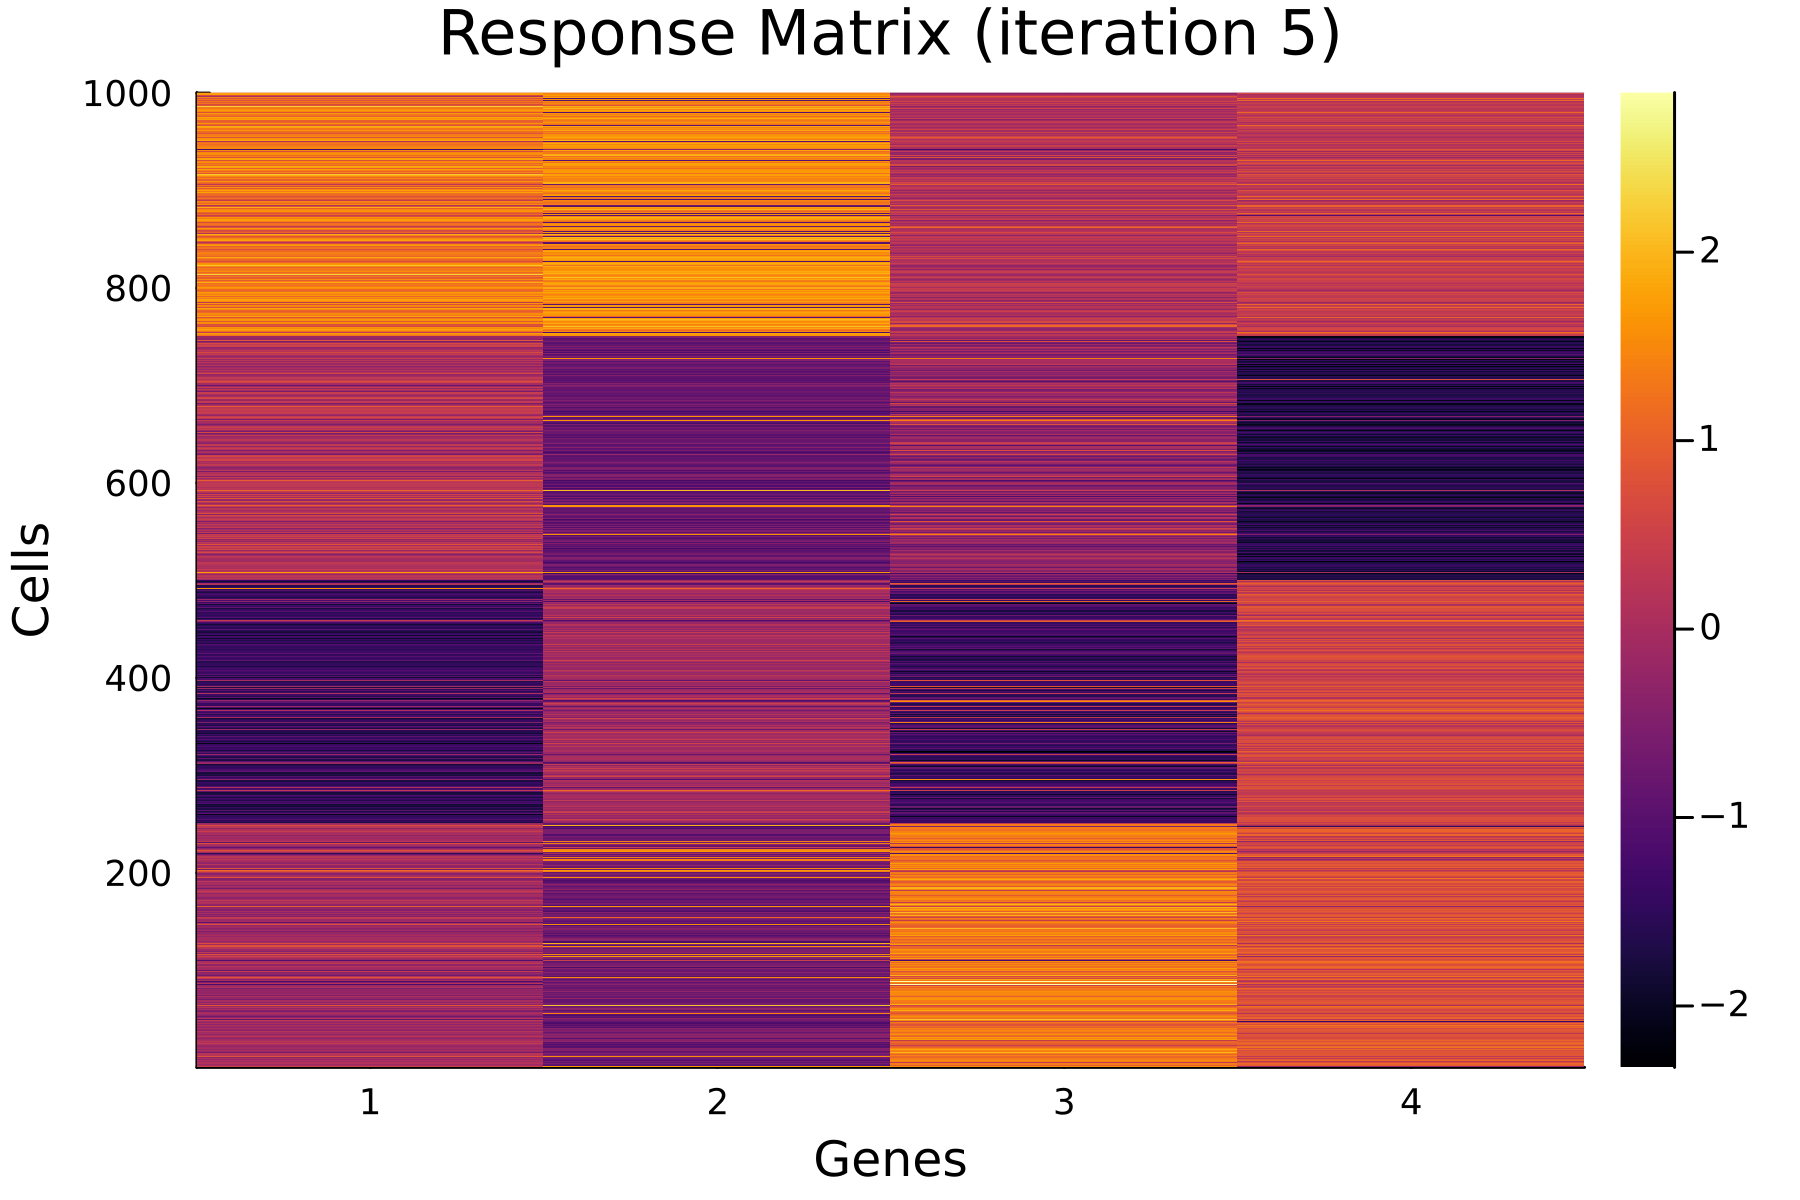 Response Matrix (iteration 5)
1000
800
600
400
200
Cells
1 2 3 4
Genes
2
1
0
−1
−2